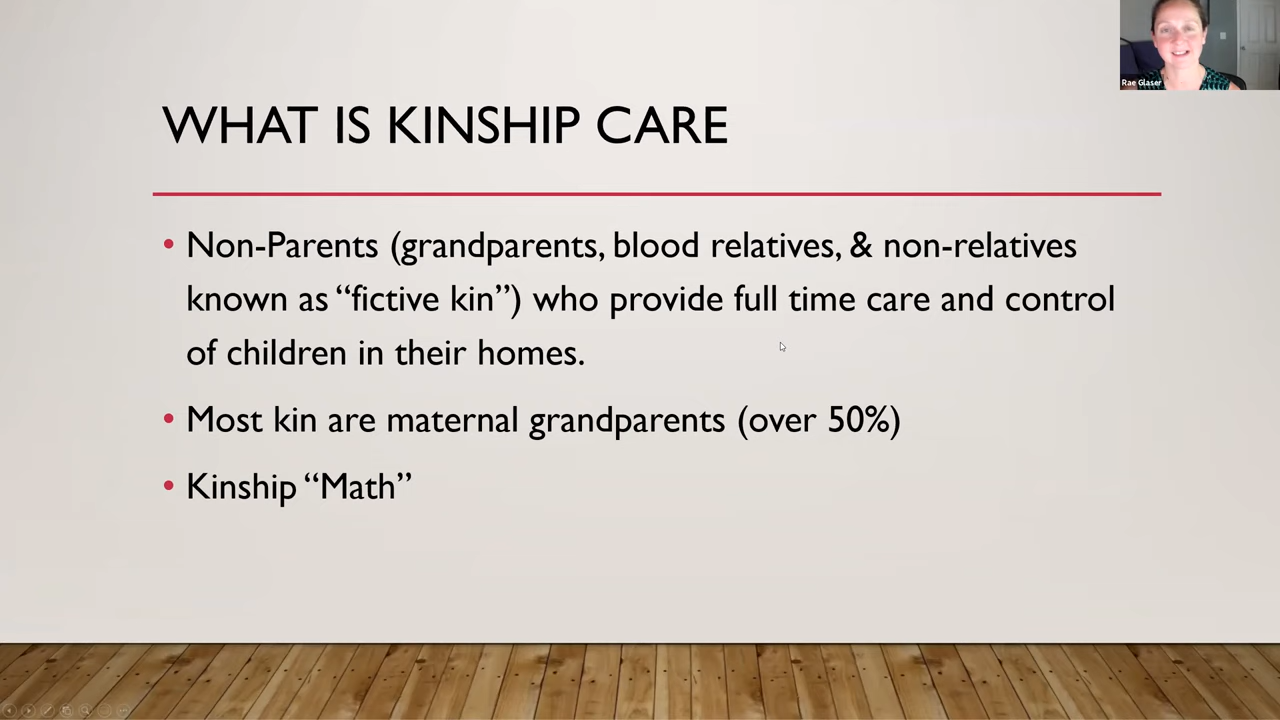 Rae Glaser
WHAT IS KINSHIP CARE
• Non-Parents (grandparents, blood relatives, & non-relatives
known as “fictive kin”) who provide full time care and control
of children in their homes.
• Most kin are maternal grandparents (over 50%)
• Kinship “Math”